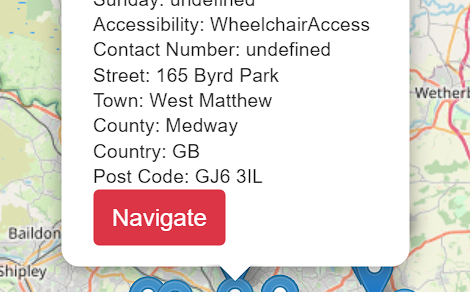 Sunday: undefined
Accessibility: WheelchairAccess
Contact Number: undefined
Street: 165 Byrd Park
Town: West Matthew
County: Medway
Country: GB
Post Code: GJ6 3IL
Navigate
Wetherb
Baildon
Shipley